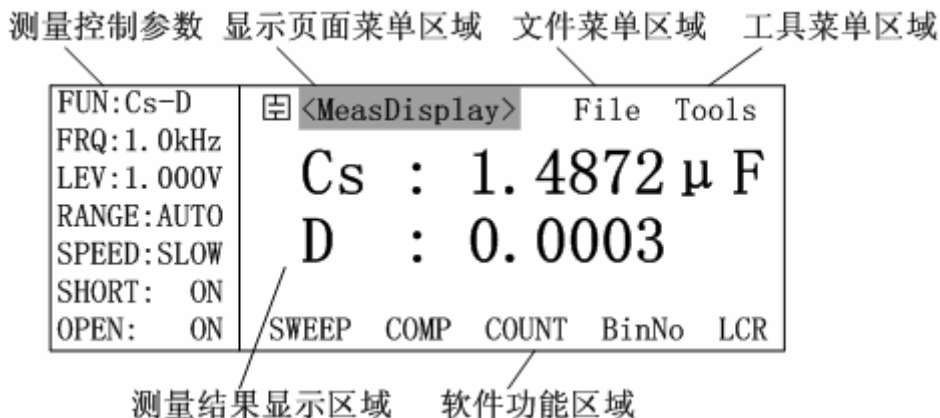 测量控制参数 显示页面菜单区域 文件菜单区域 工具菜单区域
FUN:Cs-D
FRQ:1.0kHz
LEV:1.000V
RANGE:AUTO
SPEED:SLOW
SHORT: ON
OPEN: ON
<MeasDisplay> File Tools
Cs : 1.4872 μF
D : 0.0003
SWEEP COMP COUNT BinNo LCR
测量结果显示区域 软件功能区域